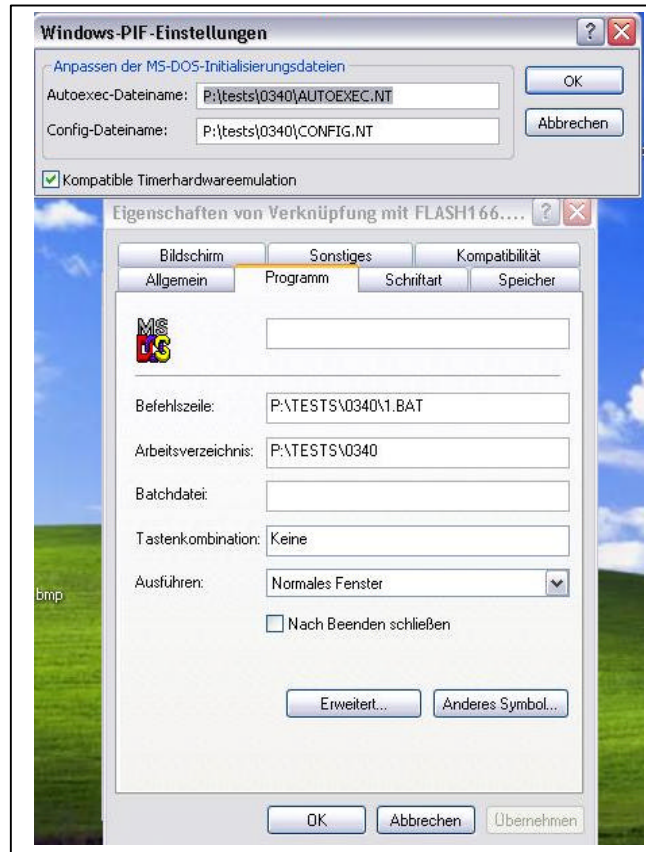 Windows-PIF-Einstellungen
Anpassen der MS-DOS-Initialisierungsdateien
Autoexec-Dateiname: P:\tests\0340\AUTOEXEC.NT
OK
Config-Dateiname: P:\tests\0340\CONFIG.NT
Abbrechen
Kompatible Timerhardwareemulation
Eigenschaften von Verknüpfung mit FLASH166....
Bildschirm Sonstiges Kompatibilität
Allgemein Programm Schriftart Speicher
MS
DOS
Befehlszeile: P:\TESTS\0340\1.BAT
Arbeitsverzeichnis: P:\TESTS\0340
Batchdatei:
Tastenkombination: Keine
Ausführen: Normales Fenster
bmp
Nach Beenden schließen
Erweitert... Anderes Symbol...
OK Abbrechen Übernehmen